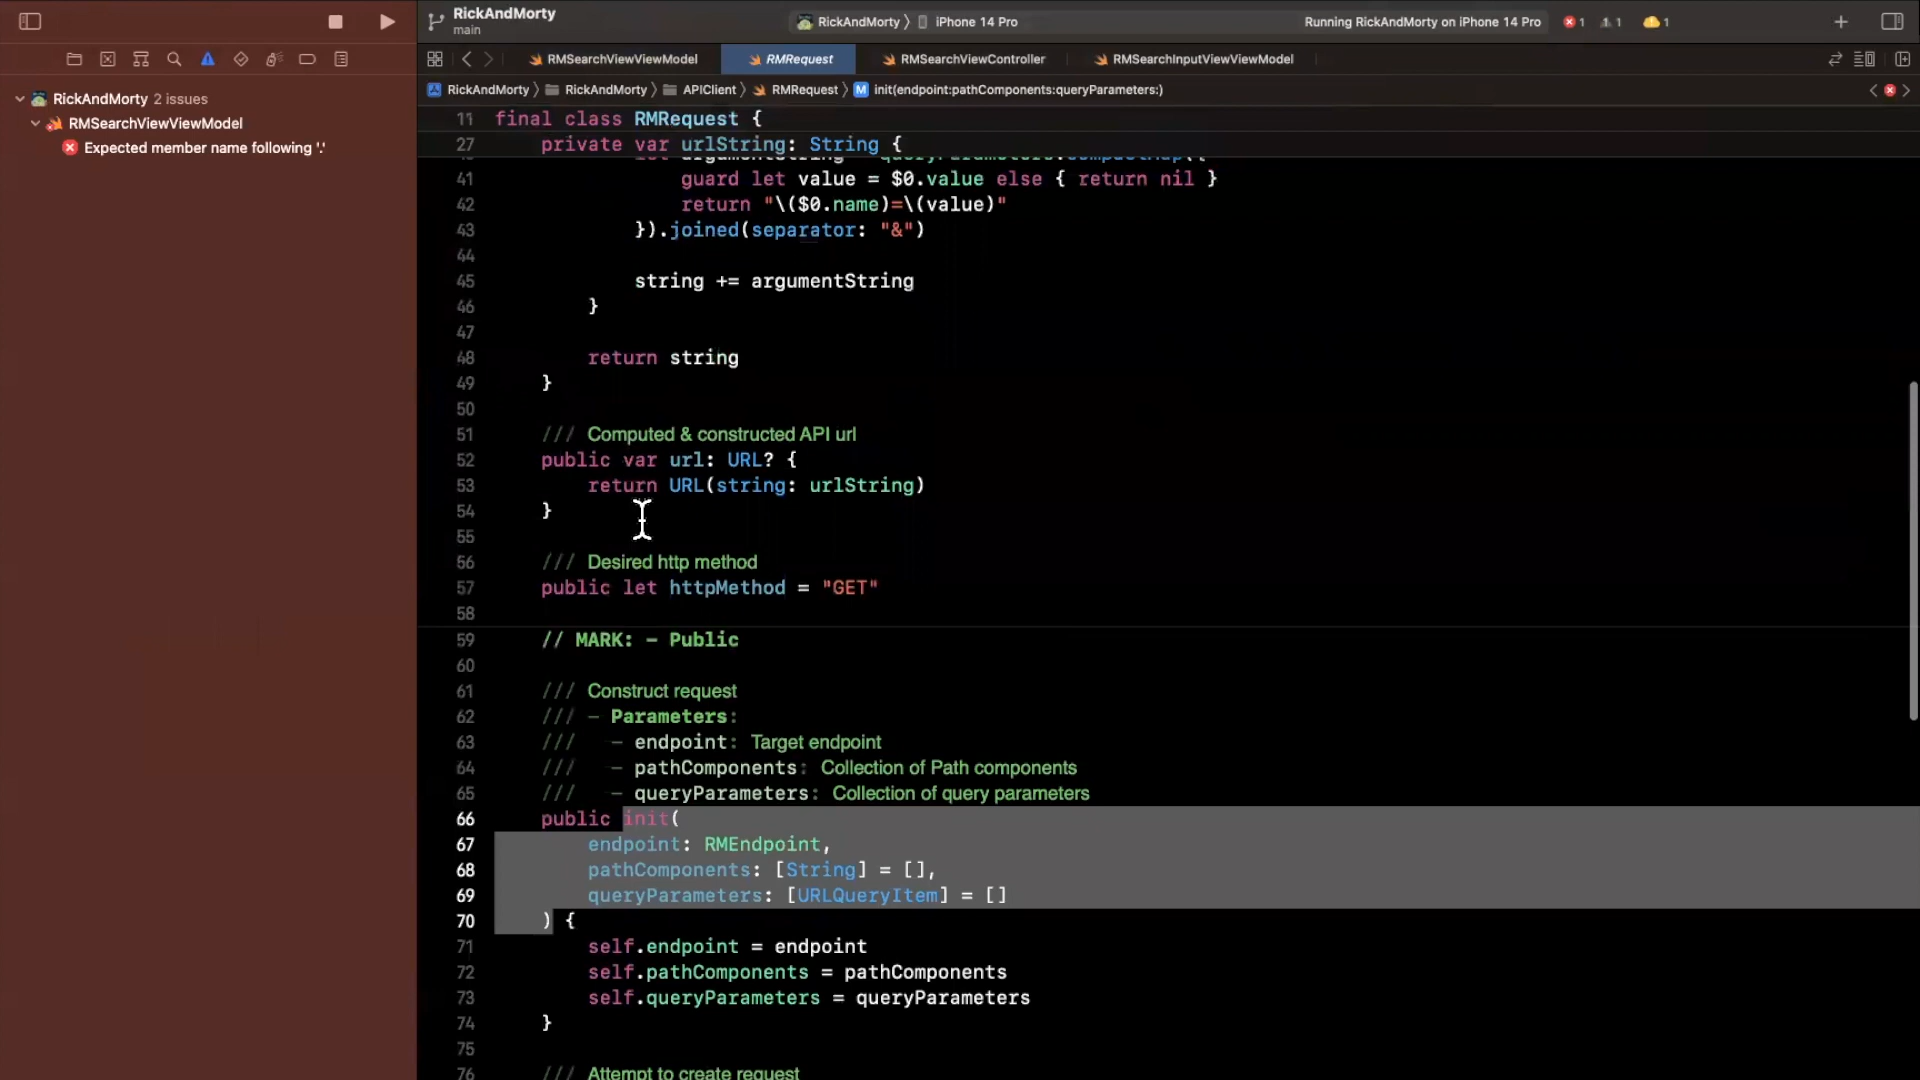 RickAndMorty
main
RickAndMorty
iPhone 14 Pro
Running RickAndMorty on iPhone 14 Pro
1
1
1
RMSearchViewViewModel
RMRequest
RMSearchViewController
RMSearchInputViewViewModel
RickAndMorty
RickAndMorty
APIClient
RMRequest
M
init(endpoint:pathComponents:queryParameters:)
RickAndMorty 2 issues
RMSearchViewViewModel
Expected member name following '.'
11 final class RMRequest {
27 private var urlString: String {
41 guard let value = $0.value else { return nil }
42 return "\($0.name)=\(value)"
43 }).joined(separator: "&")
44
45 string += argumentString
46 }
47
48 return string
49 }
50
51 /// Computed & constructed API url
52 public var url: URL? {
53 return URL(string: urlString)
54 }
55
56 /// Desired http method
57 public let httpMethod = "GET"
58
59 // MARK: - Public
60
61 /// Construct request
62 /// - Parameters:
63 /// - endpoint: Target endpoint
64 /// - pathComponents: Collection of Path components
65 /// - queryParameters: Collection of query parameters
66 public init(
67 endpoint: RMEndpoint,
68 pathComponents: [String] = [],
69 queryParameters: [URLQueryItem] = []
70 ) {
71 self.endpoint = endpoint
72 self.pathComponents = pathComponents
73 self.queryParameters = queryParameters
74 }
75
76 /// Attempt to create request